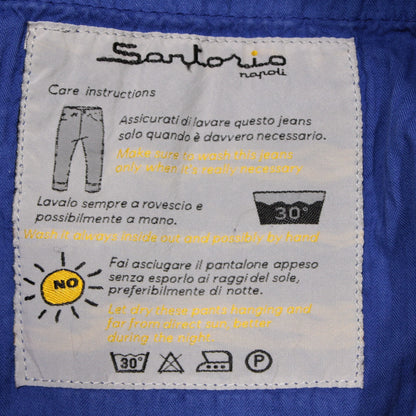 Sartorio
napoli
Care instructions
Assicurati di lavare questo jeans
solo quando è davvero necessario.
Make sure to wash this jeans
only when it's really necessary
Lavalo sempre a rovescio e
possibilmente a mano.
30°
Wash it always inside out and possibly by hand
Fai asciugare il pantalone appeso
senza esporlo ai raggi del sole,
preferibilmente di notte.
NO
Let dry these pants hanging and
far from direct sun, better
during the night.
30°
P